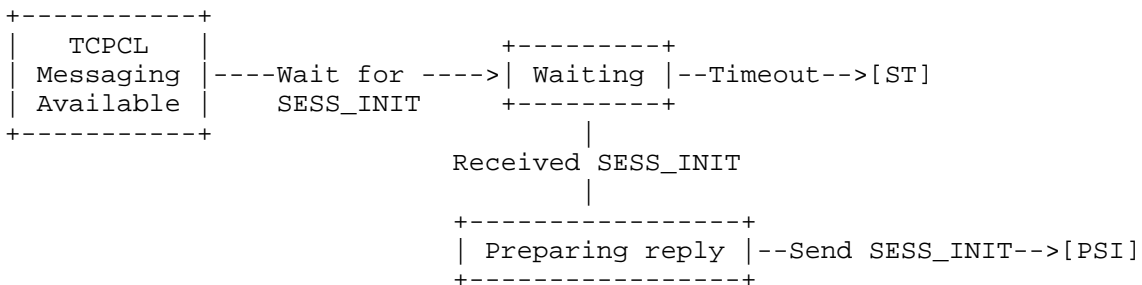 +-----------+
|   TCPCL   |                    +---------+
| Messaging |----Wait for ---->| Waiting |--Timeout-->[ST]
| Available |    SESS_INIT     +---------+
+-----------+                         |
                           Received SESS_INIT
                                      |
                           +-----------------+
                           | Preparing reply |--Send SESS_INIT-->[PSI]
                           +-----------------+